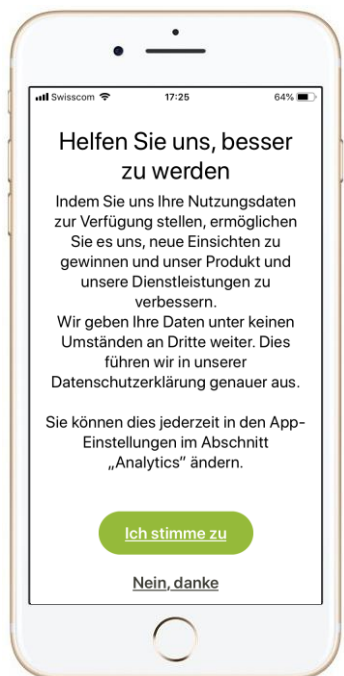 Swisscom 17:25 64%
Helfen Sie uns, besser
zu werden
Indem Sie uns Ihre Nutzungsdaten
zur Verfügung stellen, ermöglichen
Sie es uns, neue Einsichten zu
gewinnen und unser Produkt und
unsere Dienstleistungen zu
verbessern.
Wir geben Ihre Daten unter keinen
Umständen an Dritte weiter. Dies
führen wir in unserer
Datenschutzerklärung genauer aus.
Sie können dies jederzeit in den App-
Einstellungen im Abschnitt
„Analytics“ ändern.
Ich stimme zu
Nein, danke